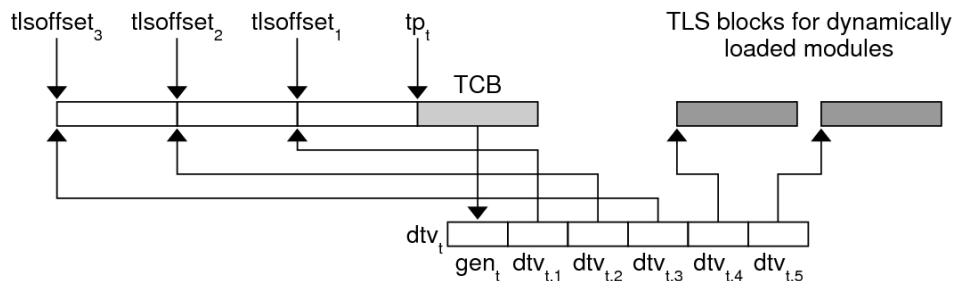 tlsoffset₃ tlsoffset₂ tlsoffset₁ tpₜ TLS blocks for dynamically
loaded modules
TCB
dtvₜ
genₜ dtvₜ,₁ dtvₜ,₂ dtvₜ,₃ dtvₜ,₄ dtvₜ,₅